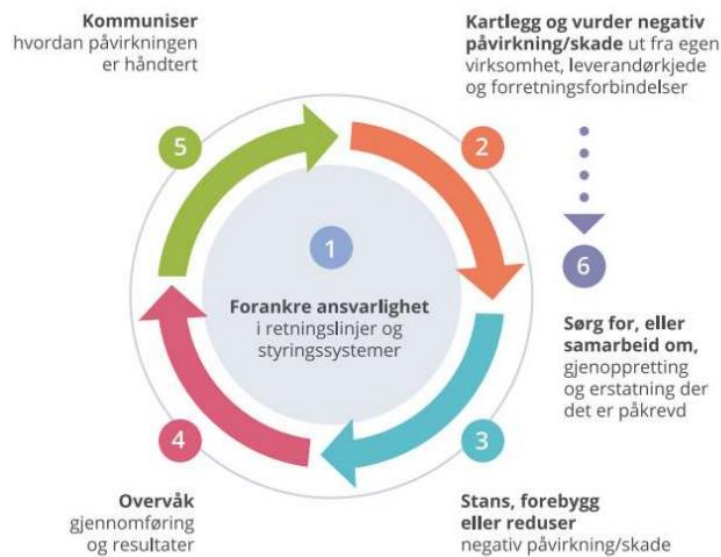 1
Forankre ansvarlighet
i retningslinjer og
styringssystemer
2
Kartlegg og vurder negativ
påvirkning/skade ut fra egen
virksomhet, leverandørkjede
og forretningsforbindelser
3
Stans, forebygg
eller reduser
negativ påvirkning/skade
4
Overvåk
gjennomføring
og resultater
5
Kommuniser
hvordan påvirkningen
er håndtert
6
Sørg for, eller
samarbeid om,
gjenoppretting
og erstatning der
det er påkrevd